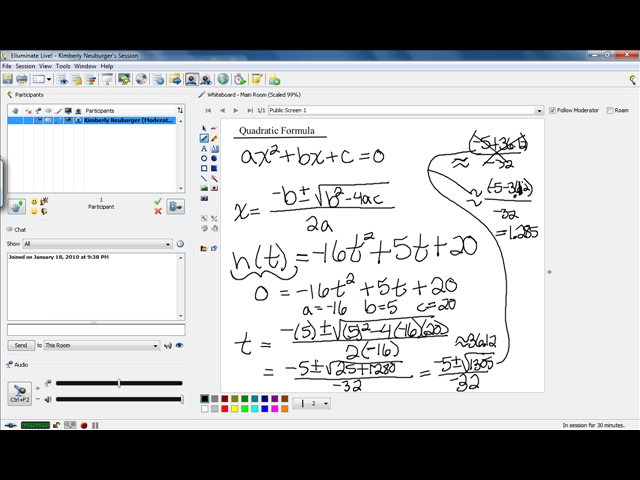 Elluminate Live! - Kimberly Neuburger's Session
File Session View Tools Window Help
Participants
Participants
Kimberly Neuburger (Moderat...
1
Participant
Chat
Show All
Joined on January 18, 2010 at 9:38 PM
Send to This Room
Audio
Ctrl+F2
Whiteboard - Main Room (Scaled 99%)
1/1 Public Screen 1 Follow Moderator Roam
Quadratic Formula
ax²+bx+c=0
x = (-b±√(b²-4ac))/2a
h(t) = -16t²+5t+20
0 = -16t²+5t+20
a=-16 b=5 c=20
t = (-(5)±√((5)²-4(-16)(20)))/2(-16)
= (-5±√(25+1280))/-32 = (-5±√1305)/-32
≈36.12
≈ (-5+36.12)/-32
≈ (-5-36.12)/-32
=1.285
2
In session for 30 minutes.